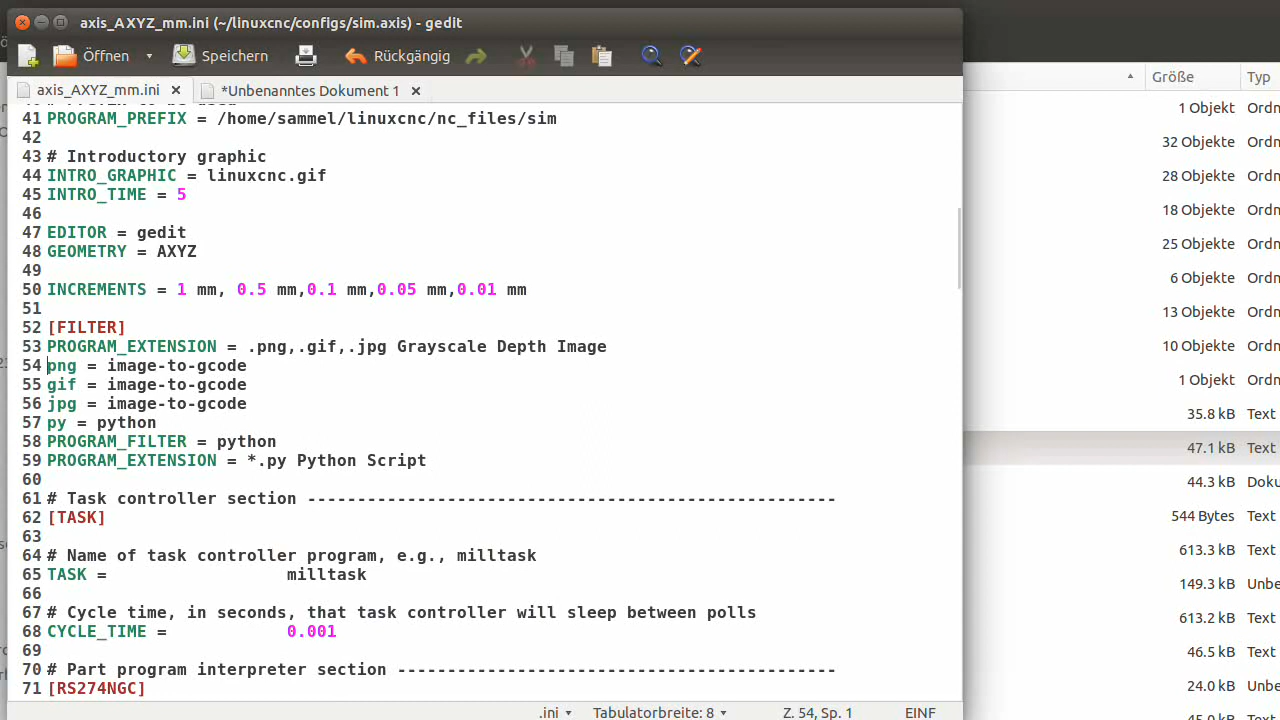 axis_AXYZ_mm.ini (~/linuxcnc/configs/sim.axis) - gedit
Öffnen Speichern Rückgängig
axis_AXYZ_mm.ini *Unbenanntes Dokument 1
41 PROGRAM_PREFIX = /home/sammel/linuxcnc/nc_files/sim
42
43 # Introductory graphic
44 INTRO_GRAPHIC = linuxcnc.gif
45 INTRO_TIME = 5
46
47 EDITOR = gedit
48 GEOMETRY = AXYZ
49
50 INCREMENTS = 1 mm, 0.5 mm,0.1 mm,0.05 mm,0.01 mm
51
52 [FILTER]
53 PROGRAM_EXTENSION = .png,.gif,.jpg Grayscale Depth Image
54 png = image-to-gcode
55 gif = image-to-gcode
56 jpg = image-to-gcode
57 py = python
58 PROGRAM_FILTER = python
59 PROGRAM_EXTENSION = *.py Python Script
60
61 # Task controller section -----------------------------------------------------
62 [TASK]
63
64 # Name of task controller program, e.g., milltask
65 TASK =                  milltask
66
67 # Cycle time, in seconds, that task controller will sleep between polls
68 CYCLE_TIME =            0.001
69
70 # Part program interpreter section --------------------------------------------
71 [RS274NGC]
.ini Tabulatorbreite: 8 Z. 54, Sp. 1 EINF
Größe Typ
1 Objekt Ordn
32 Objekte Ordn
28 Objekte Ordn
18 Objekte Ordn
25 Objekte Ordn
6 Objekte Ordn
13 Objekte Ordn
10 Objekte Ordn
1 Objekt Ordn
35.8 kB Text
47.1 kB Text
44.3 kB Doku
544 Bytes Text
613.3 kB Text
149.3 kB Unbe
613.2 kB Text
46.5 kB Text
24.0 kB Unbe
45.0 kB Text